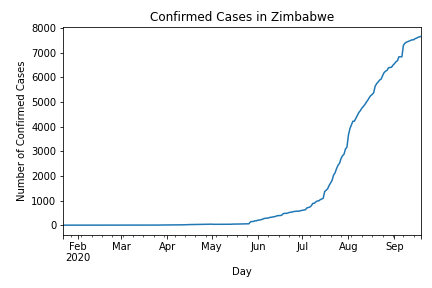 Confirmed Cases in Zimbabwe
8000
7000
6000
5000
4000
3000
2000
1000
0
Number of Confirmed Cases
Feb Mar Apr May Jun Jul Aug Sep
2020
Day